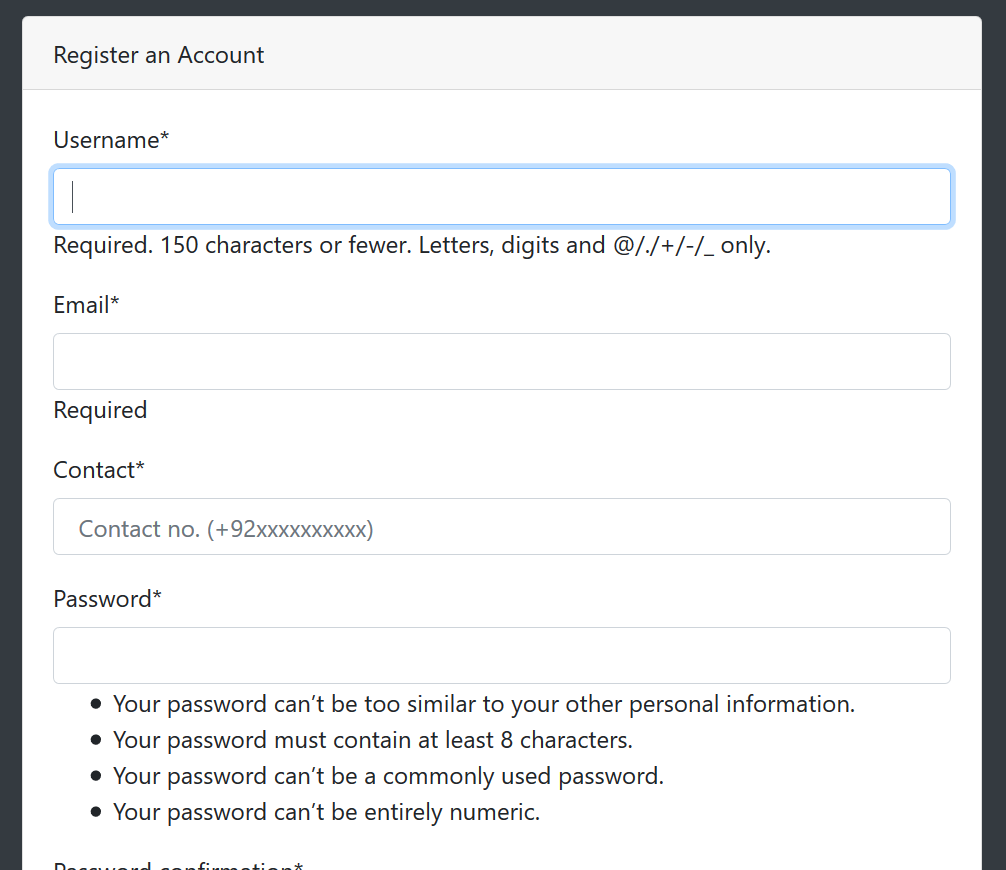 Register an Account
Username*
Required. 150 characters or fewer. Letters, digits and @/./+/-/_ only.
Email*
Required
Contact*
Contact no. (+92xxxxxxxxxx)
Password*
Your password can’t be too similar to your other personal information.
Your password must contain at least 8 characters.
Your password can’t be a commonly used password.
Your password can’t be entirely numeric.
Password confirmation*